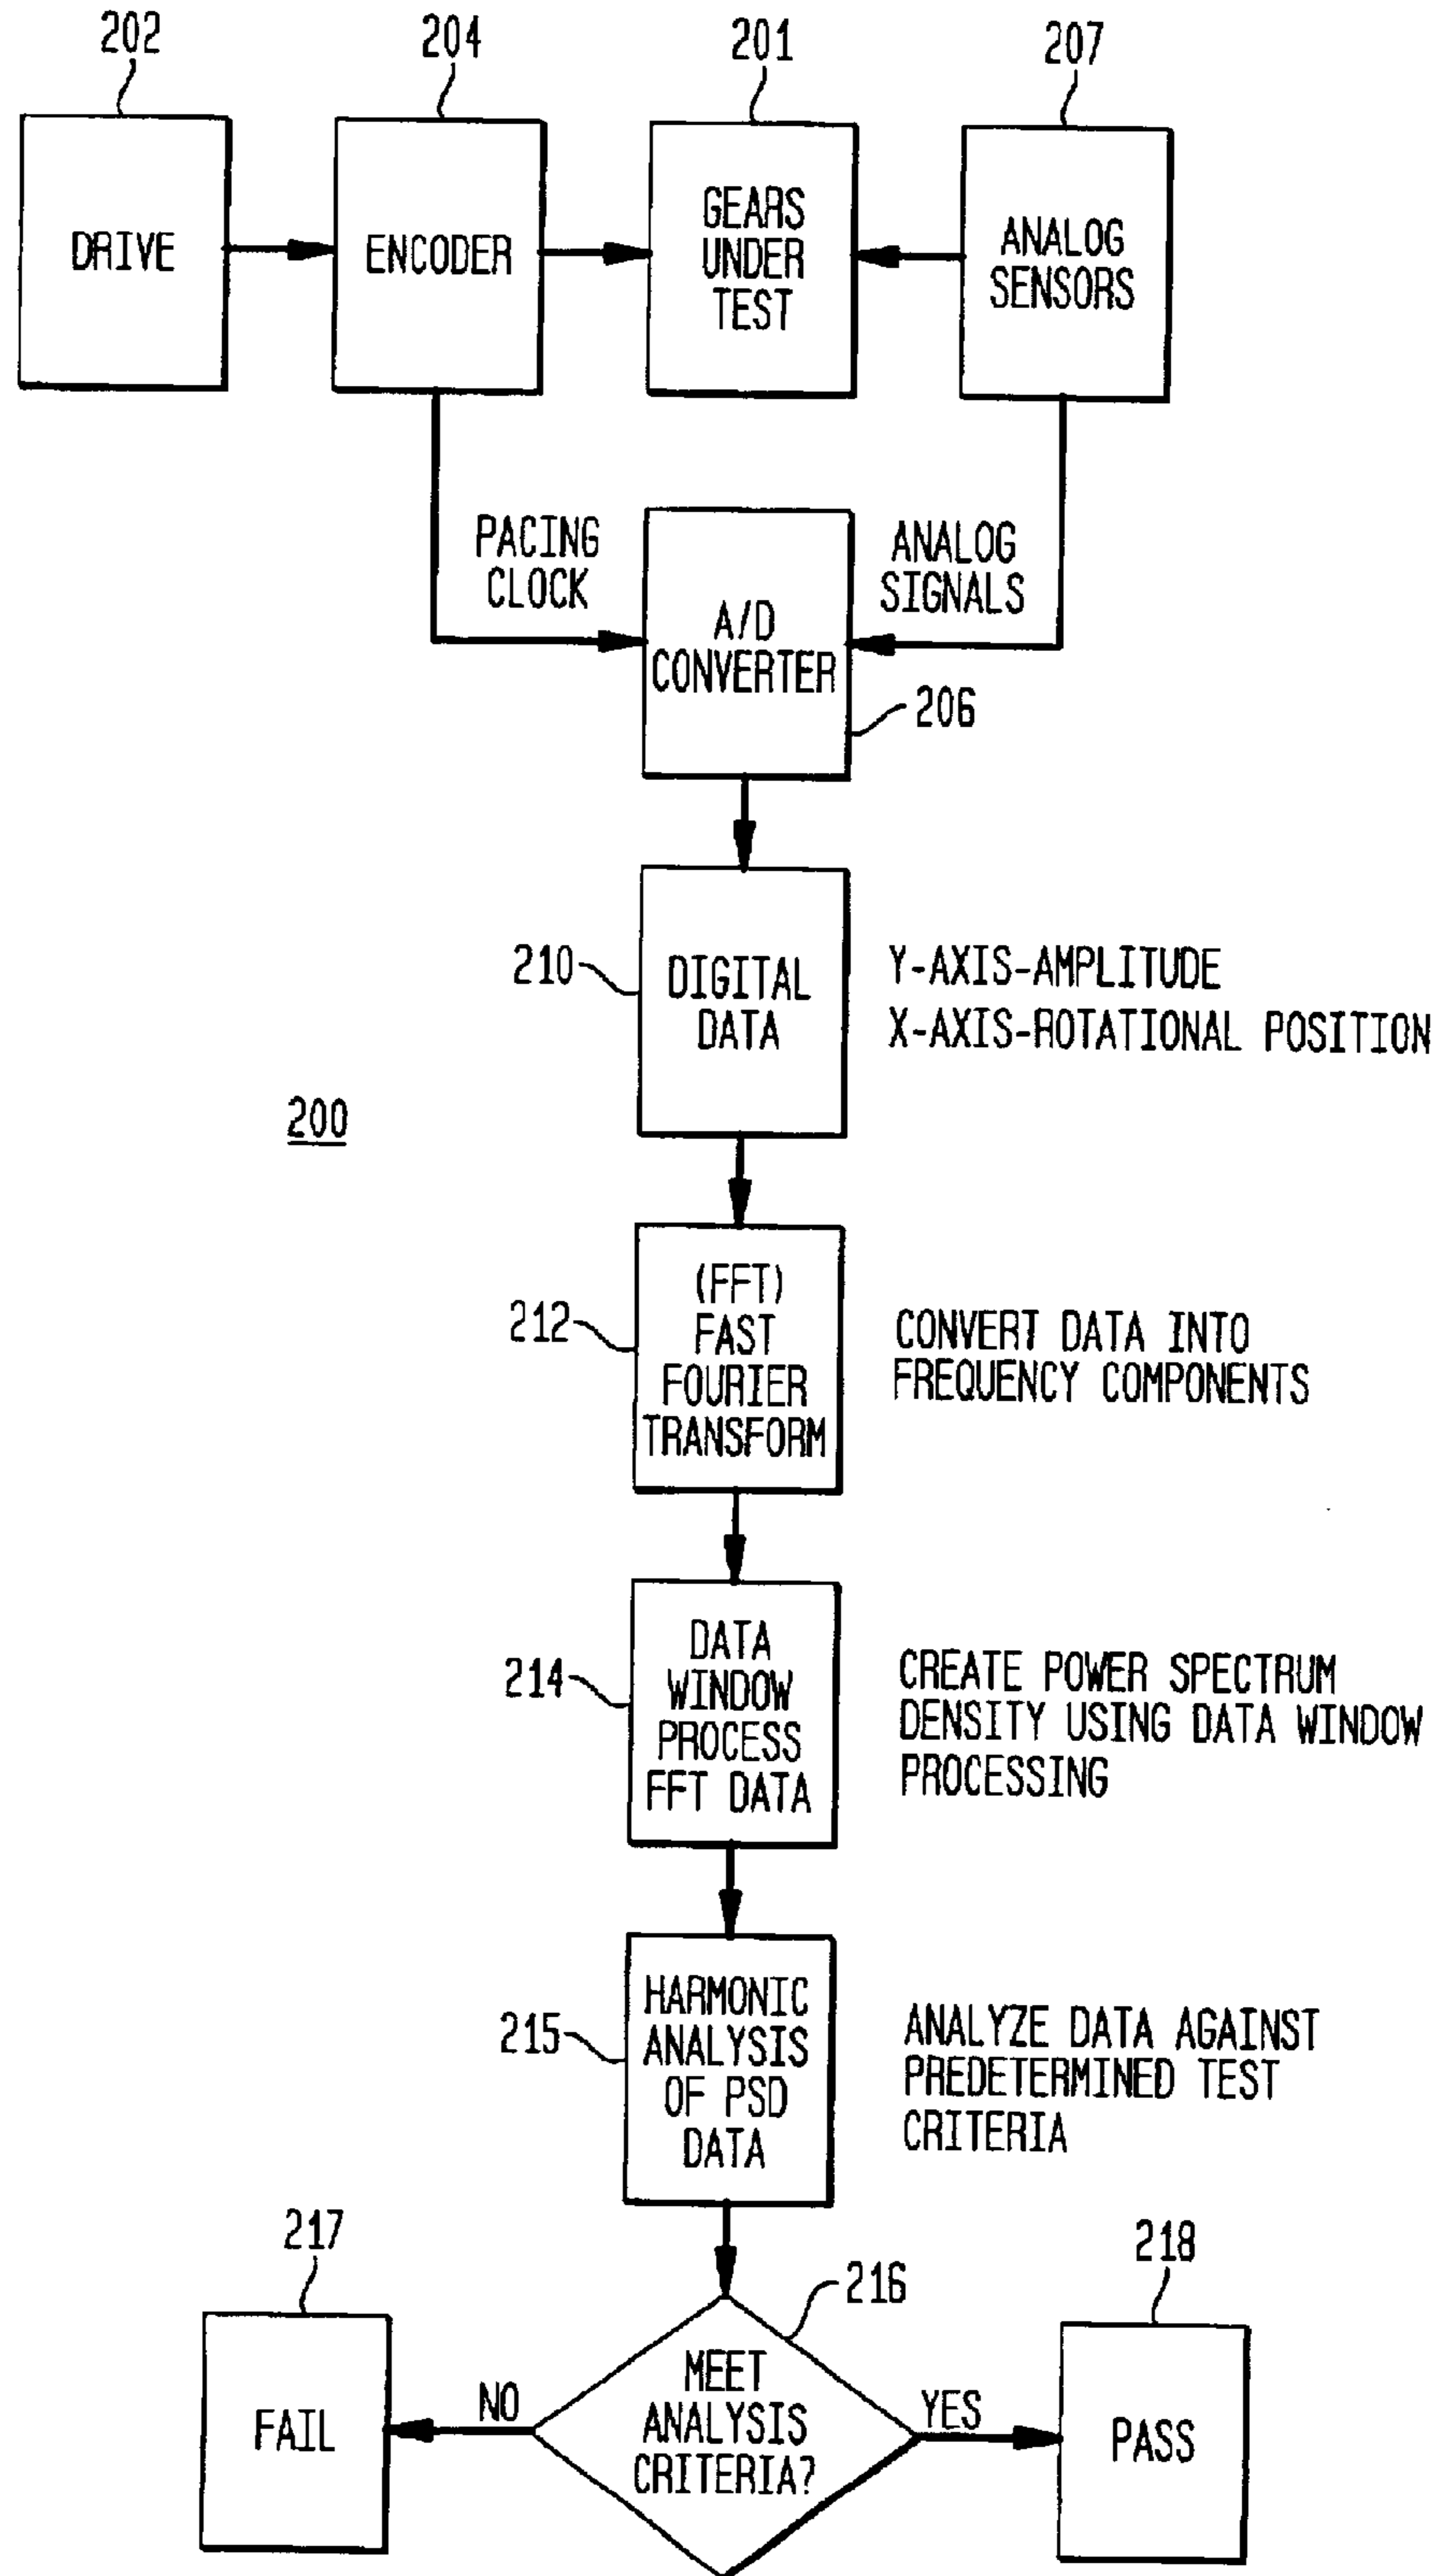 202
204
201
207
DRIVE
ENCODER
GEARS
UNDER
TEST
ANALOG
SENSORS
PACING
CLOCK
A/D
CONVERTER
ANALOG
SIGNALS
206
210
DIGITAL
DATA
Y-AXIS-AMPLITUDE
X-AXIS-ROTATIONAL POSITION
200
212
(FFT)
FAST
FOURIER
TRANSFORM
CONVERT DATA INTO
FREQUENCY COMPONENTS
214
DATA
WINDOW
PROCESS
FFT DATA
CREATE POWER SPECTRUM
DENSITY USING DATA WINDOW
PROCESSING
215
HARMONIC
ANALYSIS
OF PSD
DATA
ANALYZE DATA AGAINST
PREDETERMINED TEST
CRITERIA
217
216
218
FAIL
NO
MEET
ANALYSIS
CRITERIA?
YES
PASS